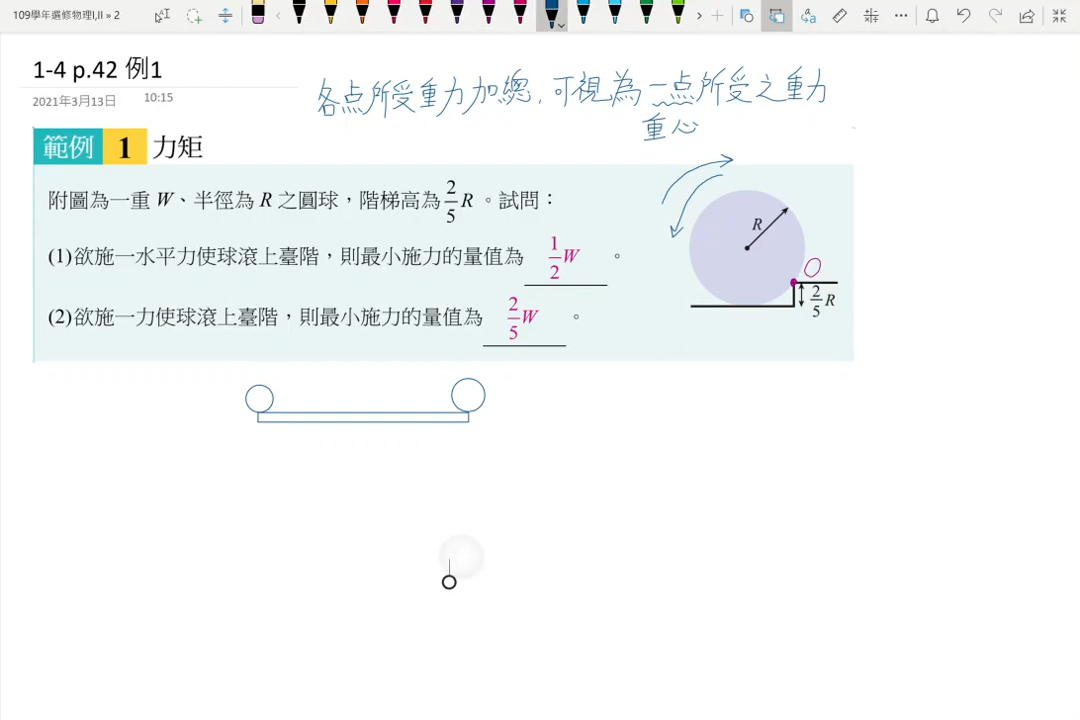 109學年選修物理I,II » 2
1-4 p.42 例1
2021年3月13日 10:15
各点所受重力加總,可視為一点所受之重力
重心
範例 1 力矩
附圖為一重 W、半徑為 R 之圓球,階梯高為 2/5 R。試問:
(1)欲施一水平力使球滾上臺階,則最小施力的量值為 1/2 W 。
(2)欲施一力使球滾上臺階,則最小施力的量值為 2/5 W 。
R
O
2/5 R